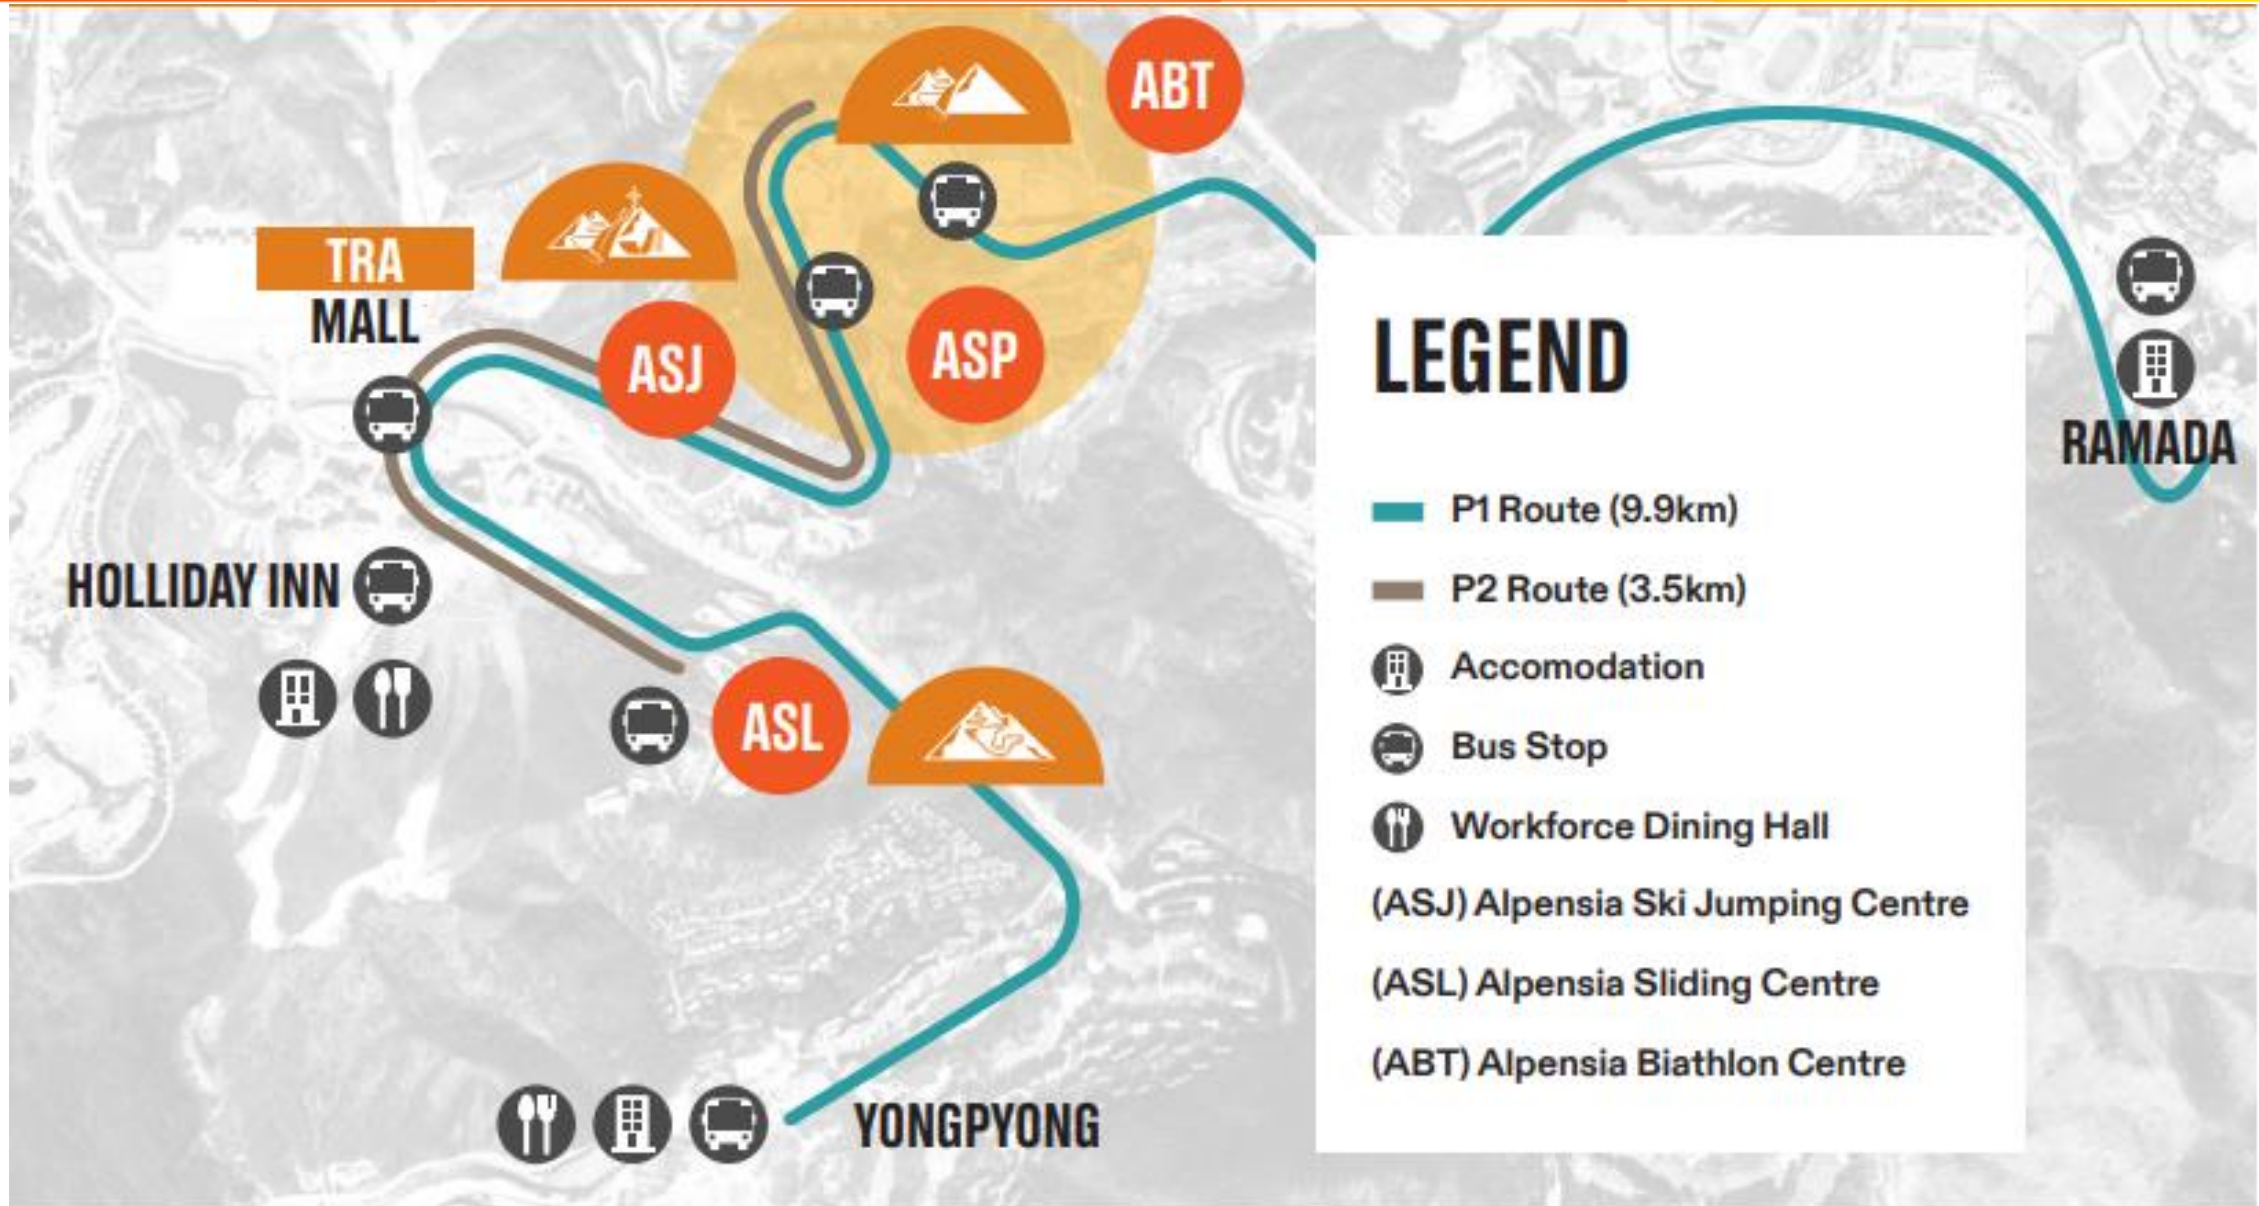 ABT
TRA
MALL
ASJ
ASP
HOLLIDAY INN
ASL
YONGPYONG
RAMADA
LEGEND
P1 Route (9.9km)
P2 Route (3.5km)
Accomodation
Bus Stop
Workforce Dining Hall
(ASJ) Alpensia Ski Jumping Centre
(ASL) Alpensia Sliding Centre
(ABT) Alpensia Biathlon Centre